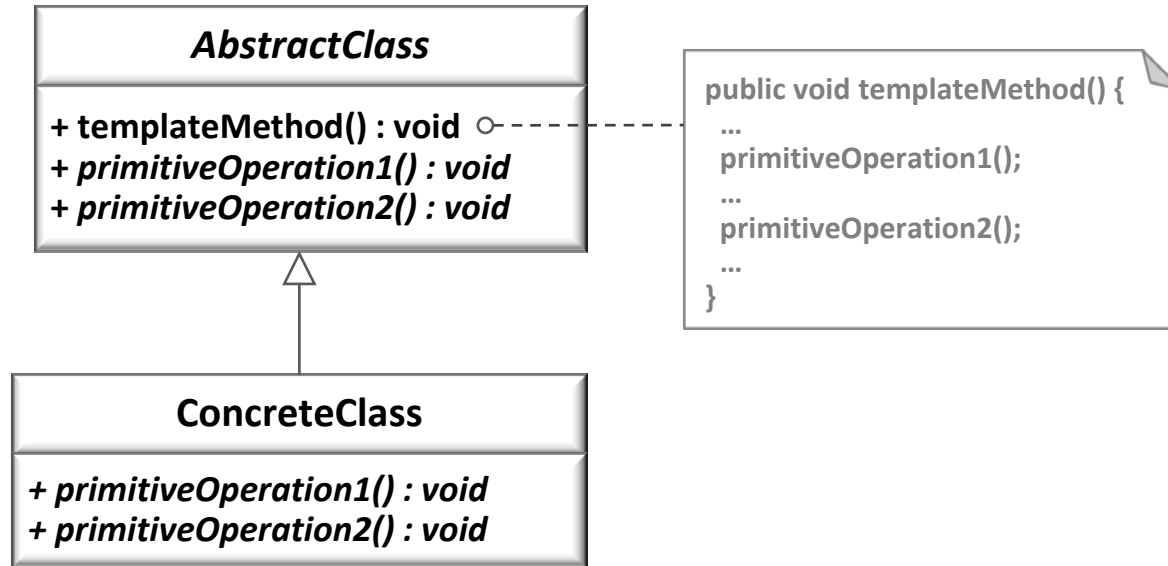 AbstractClass
+ templateMethod() : void
+ primitiveOperation1() : void
+ primitiveOperation2() : void
public void templateMethod() {
…
primitiveOperation1();
…
primitiveOperation2();
…
}
ConcreteClass
+ primitiveOperation1() : void
+ primitiveOperation2() : void